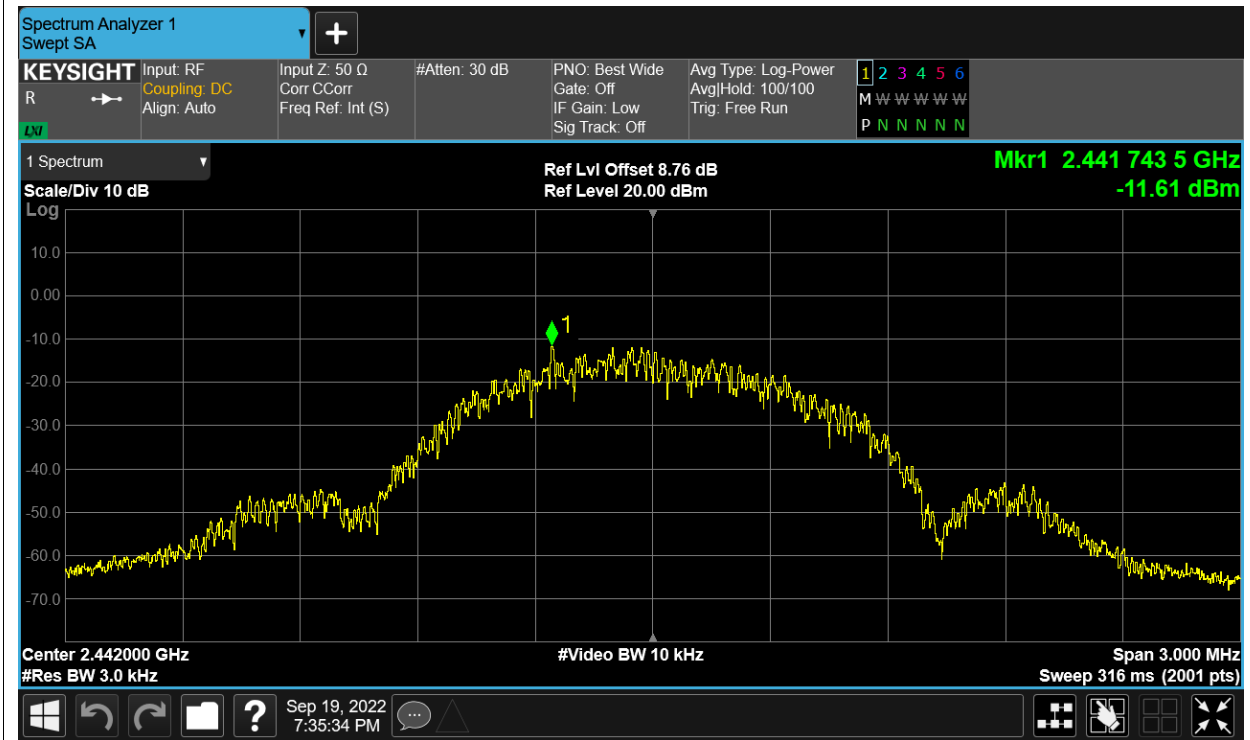 Spectrum Analyzer 1
Swept SA
KEYSIGHT
R
LXI
Input: RF
Coupling: DC
Align: Auto
Input Z: 50 Ω
Corr CCorr
Freq Ref: Int (S)
#Atten: 30 dB
PNO: Best Wide
Gate: Off
IF Gain: Low
Sig Track: Off
Avg Type: Log-Power
Avg|Hold: 100/100
Trig: Free Run
1 2 3 4 5 6
M W W W W W
P N N N N N
1 Spectrum
Scale/Div 10 dB
Log
Ref Lvl Offset 8.76 dB
Ref Level 20.00 dBm
Mkr1 2.441 743 5 GHz
-11.61 dBm
10.0
0.00
-10.0
-20.0
-30.0
-40.0
-50.0
-60.0
-70.0
1
Center 2.442000 GHz
#Res BW 3.0 kHz
#Video BW 10 kHz
Span 3.000 MHz
Sweep 316 ms (2001 pts)
?
Sep 19, 2022
7:35:34 PM